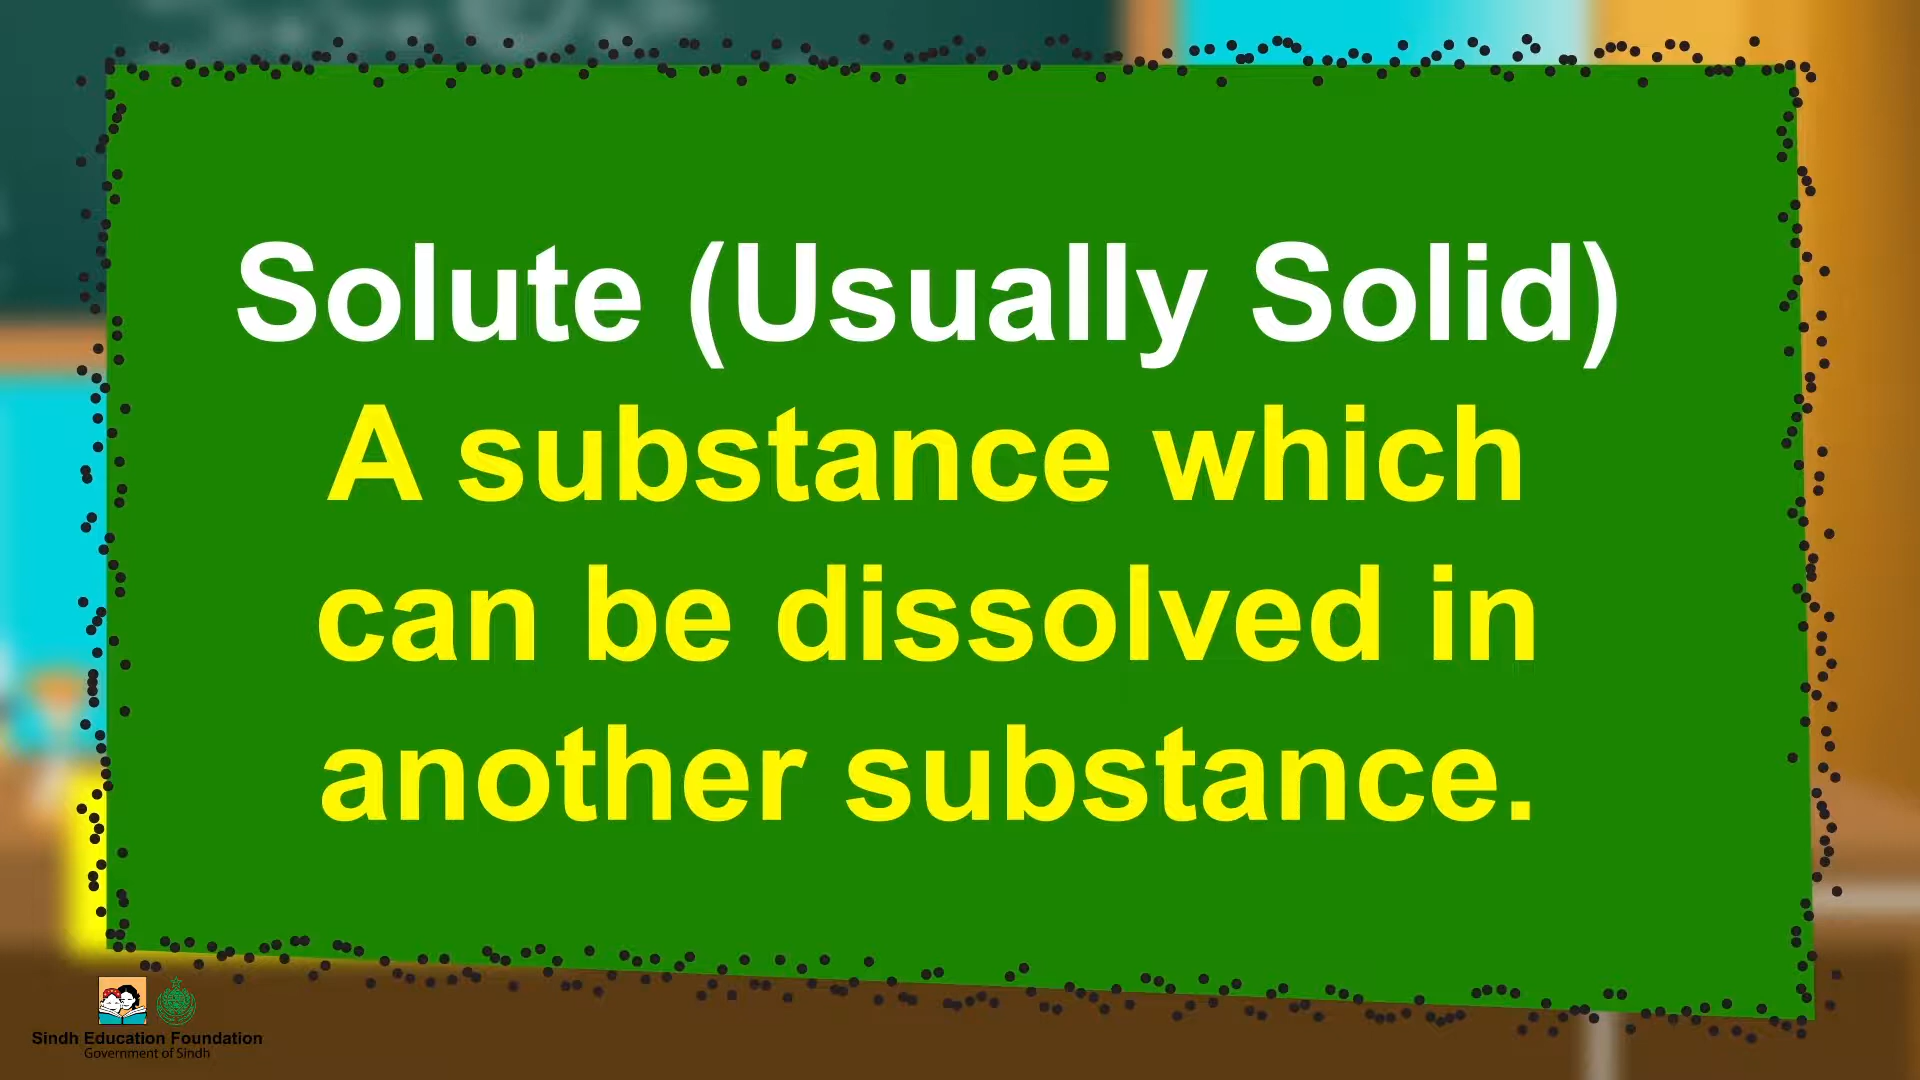 Solute (Usually Solid)
A substance which
can be dissolved in
another substance.
Sindh Education Foundation
Government of Sindh